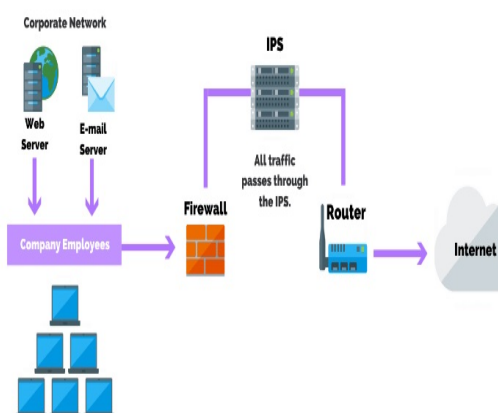 Corporate Network
Web
Server
E-mail
Server
Company Employees
Firewall
IPS
All traffic
passes through
the IPS.
Router
Internet